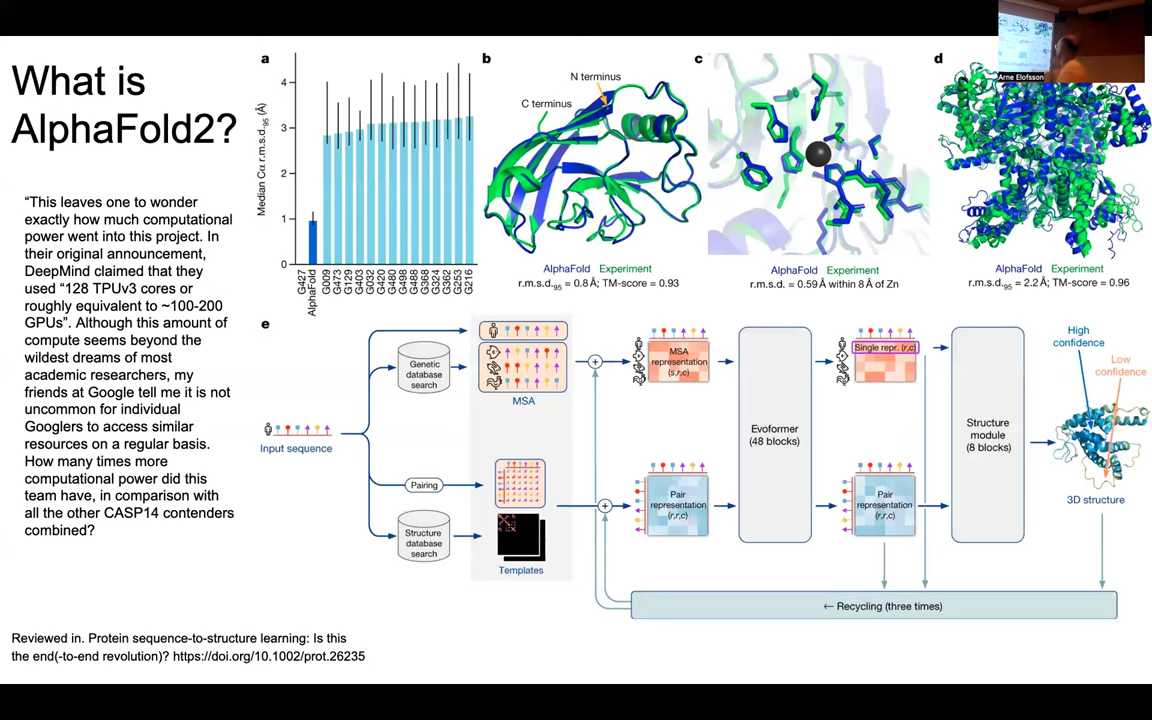 What is
AlphaFold2?
“This leaves one to wonder
exactly how much computational
power went into this project. In
their original announcement,
DeepMind claimed that they
used “128 TPUv3 cores or
roughly equivalent to ~100-200
GPUs”. Although this amount of
compute seems beyond the
wildest dreams of most
academic researchers, my
friends at Google tell me it is not
uncommon for individual
Googlers to access similar
resources on a regular basis.
How many times more
computational power did this
team have, in comparison with
all the other CASP14 contenders
combined?
Reviewed in. Protein sequence-to-structure learning: Is this
the end(-to-end revolution)? https://doi.org/10.1002/prot.26235
a
Median Cα r.m.s.d.95 (Å)
4
3
2
1
0
G427
AlphaFold
G009
G473
G129
G403
G032
G420
G480
G498
G488
G368
G324
G362
G253
G216
b
N terminus
C terminus
AlphaFold Experiment
r.m.s.d.95 = 0.8 Å; TM-score = 0.93
c
AlphaFold Experiment
r.m.s.d. = 0.59 Å within 8 Å of Zn
d
Arne Elofsson
AlphaFold Experiment
r.m.s.d.95 = 2.2 Å; TM-score = 0.96
e
Input sequence
Genetic
database
search
MSA
Pairing
Structure
database
search
Templates
+
+
MSA
representation
(s,r,c)
Pair
representation
(r,r,c)
Evoformer
(48 blocks)
Single repr. (r,c)
Pair
representation
(r,r,c)
Structure
module
(8 blocks)
High
confidence
Low
confidence
3D structure
← Recycling (three times)